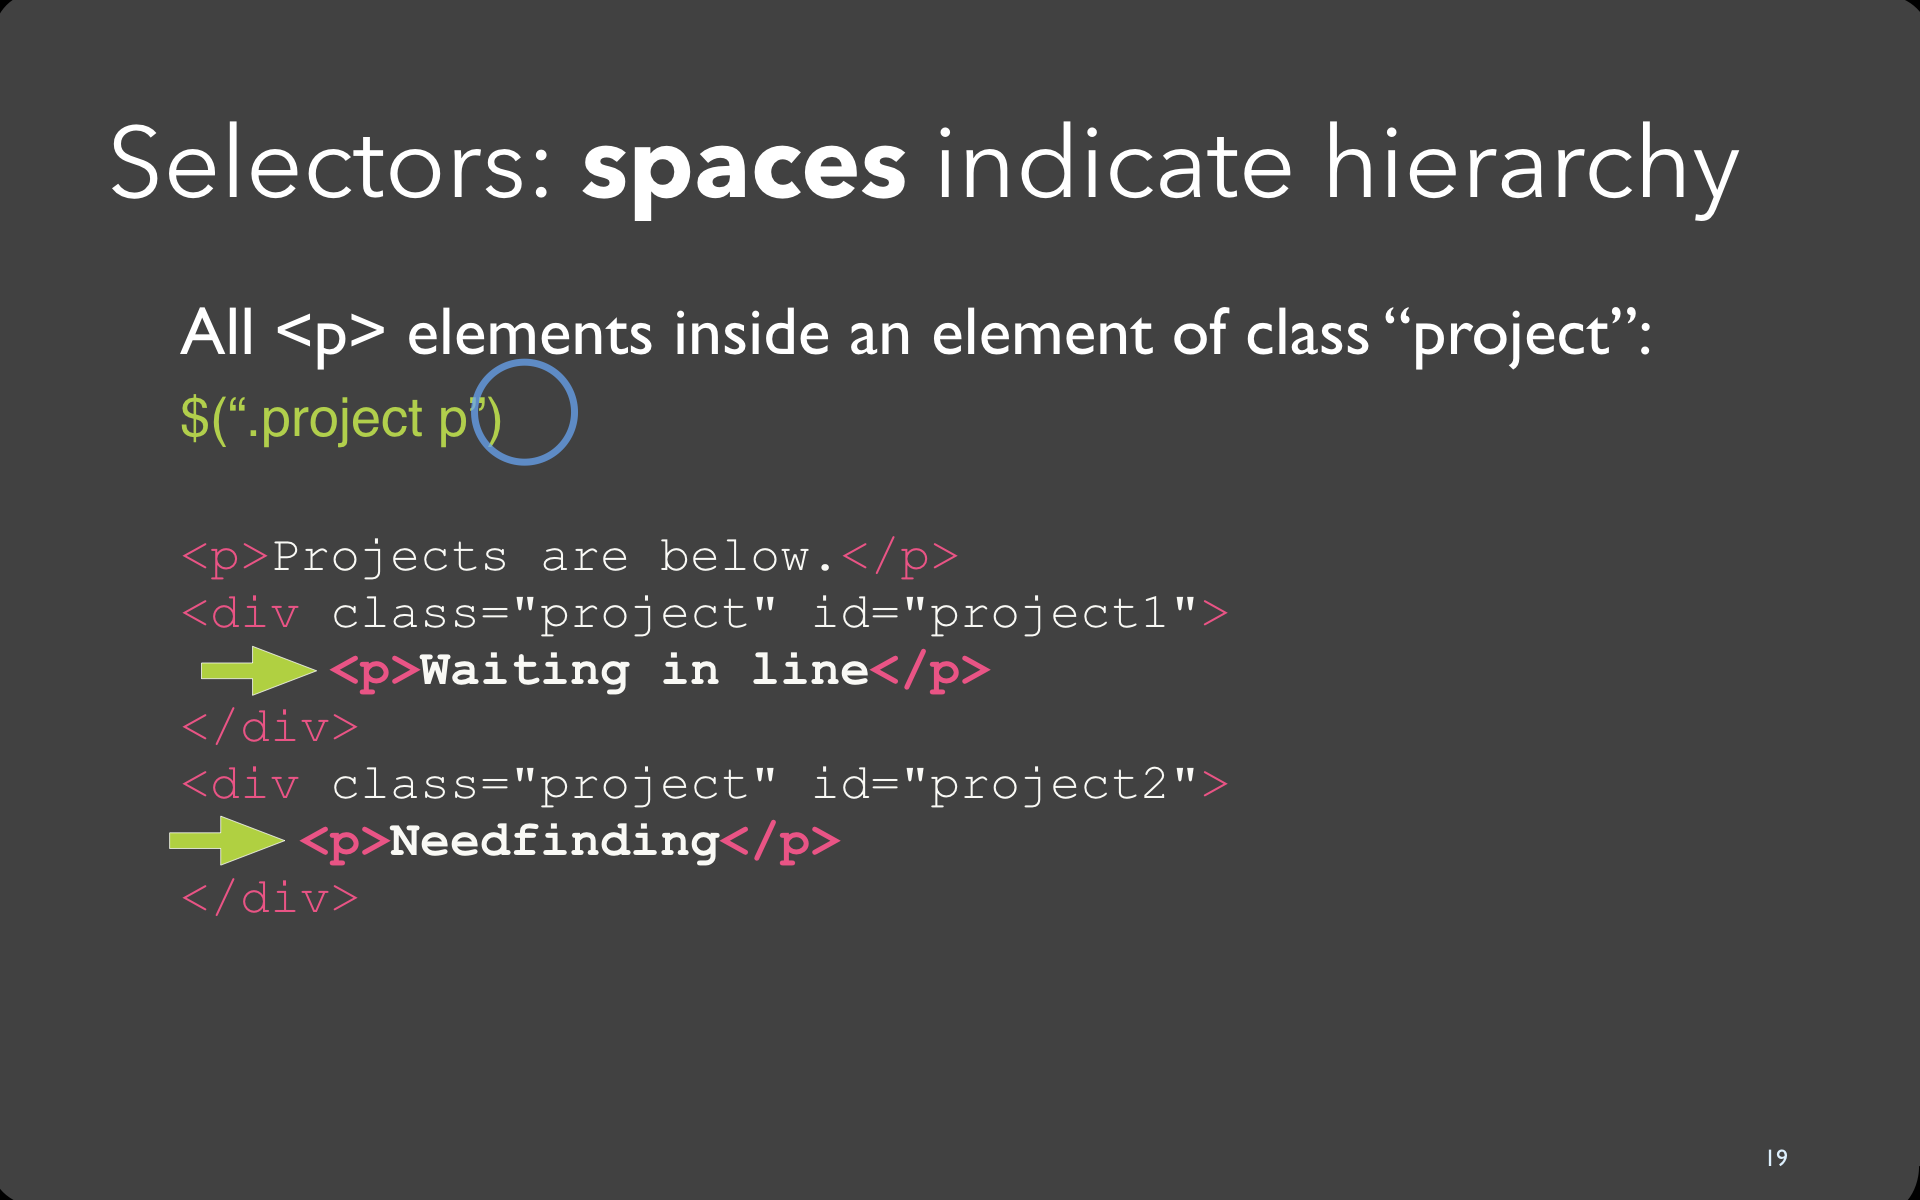 Selectors: spaces indicate hierarchy
All <p> elements inside an element of class “project”:
$(“.project p”)
<p>Projects are below.</p>
<div class="project" id="project1">
<p>Waiting in line</p>
</div>
<div class="project" id="project2">
<p>Needfinding</p>
</div>
19